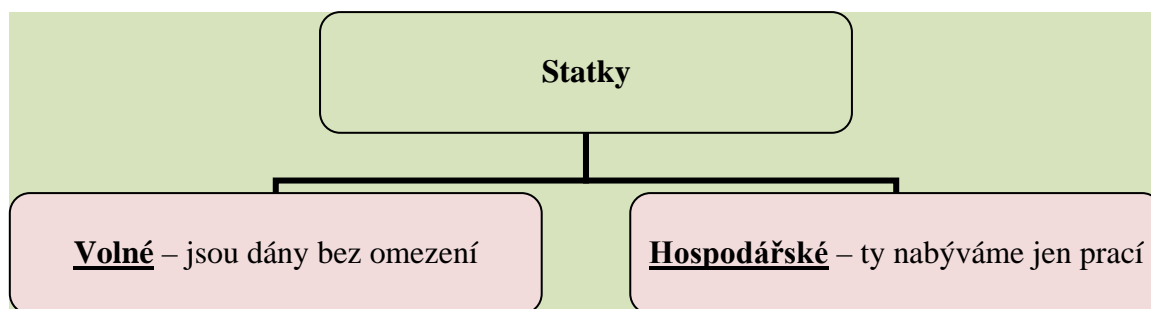 Statky
Volné – jsou dány bez omezení
Hospodářské – ty nabýváme jen prací